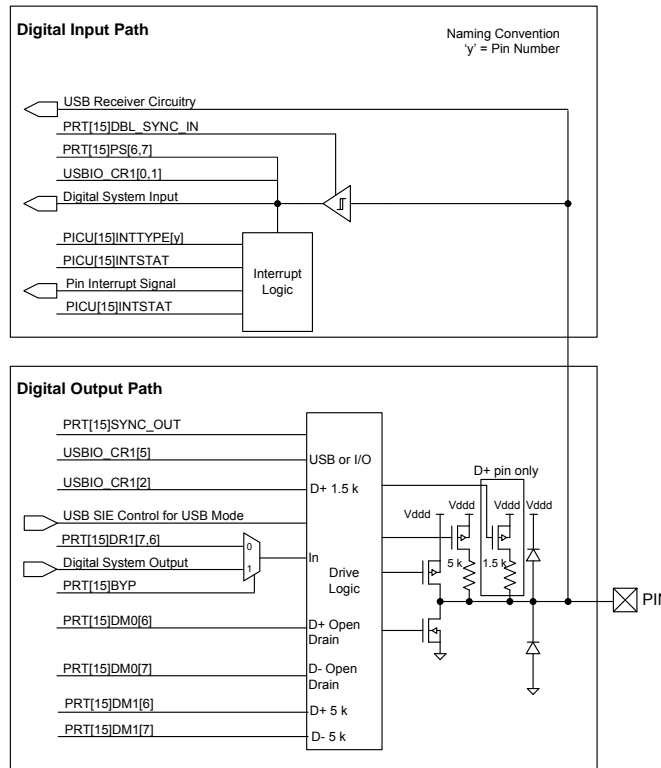 Digital Input Path
Naming Convention
'y' = Pin Number
USB Receiver Circuitry
PRT[15]DBL_SYNC_IN
PRT[15]PS[6,7]
USBIO_CR1[0,1]
Digital System Input
PICU[15]INTTYPE[y]
PICU[15]INTSTAT
Pin Interrupt Signal
PICU[15]INTSTAT
Interrupt
Logic
Digital Output Path
PRT[15]SYNC_OUT
USBIO_CR1[5]
USB or I/O
USBIO_CR1[2]
D+ 1.5 k
D+ pin only
USB SIE Control for USB Mode
PRT[15]DR1[7,6]
Digital System Output
PRT[15]BYP
0
1
In
Drive
Logic
Vddd
Vddd
Vddd
Vddd
5 k
1.5 k
PIN
PRT[15]DM0[6]
D+ Open
Drain
PRT[15]DM0[7]
D- Open
Drain
PRT[15]DM1[6]
D+ 5 k
PRT[15]DM1[7]
D- 5 k